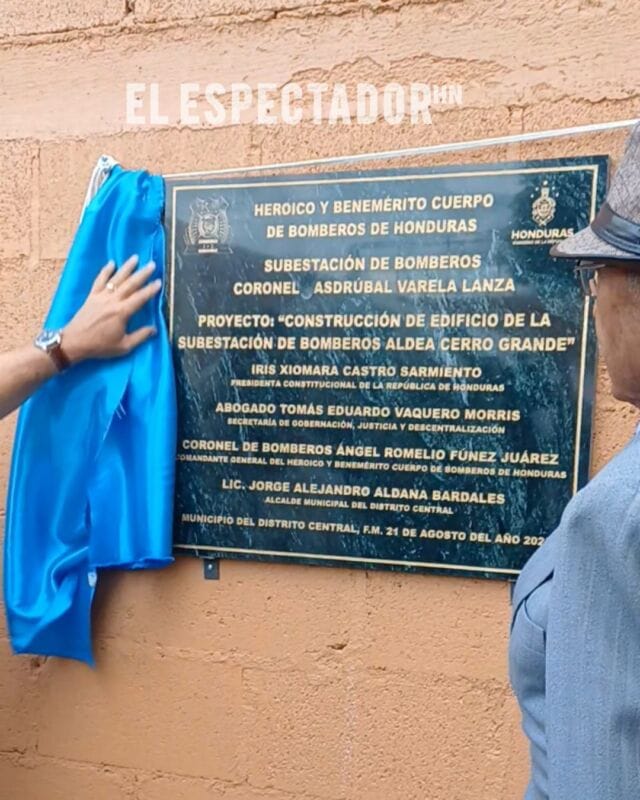 EL ESPECTADOR HN
HEROICO Y BENEMÉRITO CUERPO
DE BOMBEROS DE HONDURAS
HONDURAS
SUBESTACIÓN DE BOMBEROS
CORONEL ASDRÚBAL VARELA LANZA
PROYECTO: “CONSTRUCCIÓN DE EDIFICIO DE LA
SUBESTACIÓN DE BOMBEROS ALDEA CERRO GRANDE”
IRIS XIOMARA CASTRO SARMIENTO
PRESIDENTA CONSTITUCIONAL DE LA REPÚBLICA DE HONDURAS
ABOGADO TOMÁS EDUARDO VAQUERO MORRIS
SECRETARÍA DE GOBERNACIÓN, JUSTICIA Y DESCENTRALIZACIÓN
CORONEL DE BOMBEROS ÁNGEL ROMELIO FÚNEZ JUÁREZ
COMANDANTE GENERAL DEL HEROICO Y BENEMÉRITO CUERPO DE BOMBEROS DE HONDURAS
LIC. JORGE ALEJANDRO ALDANA BARDALES
ALCALDE MUNICIPAL DEL DISTRITO CENTRAL
MUNICIPIO DEL DISTRITO CENTRAL, F.M. 21 DE AGOSTO DEL AÑO 202